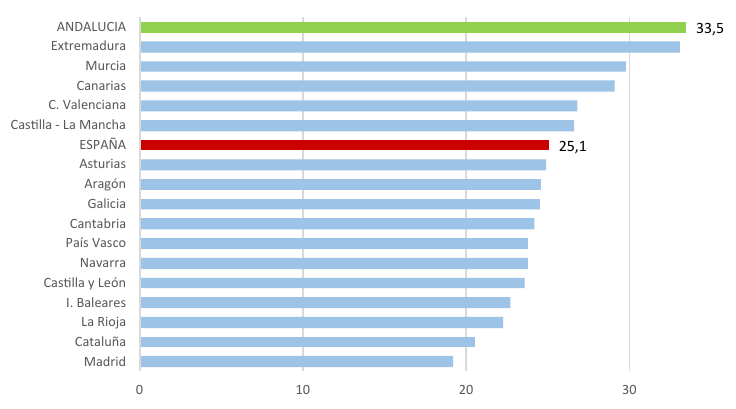 ANDALUCIA 33,5
Extremadura
Murcia
Canarias
C. Valenciana
Castilla - La Mancha
ESPAÑA 25,1
Asturias
Aragón
Galicia
Cantabria
País Vasco
Navarra
Castilla y León
I. Baleares
La Rioja
Cataluña
Madrid
0 10 20 30